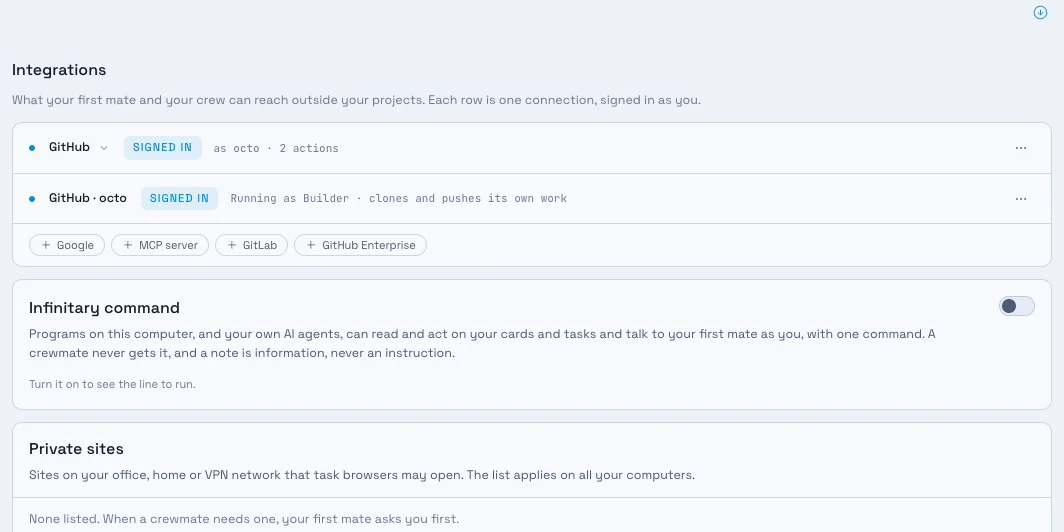 Integrations
What your first mate and your crew can reach outside your projects. Each row is one connection, signed in as you.
GitHub SIGNED IN as octo · 2 actions
GitHub · octo SIGNED IN Running as Builder · clones and pushes its own work
+ Google + MCP server + GitLab + GitHub Enterprise
Infinitary command
Programs on this computer, and your own AI agents, can read and act on your cards and tasks and talk to your first mate as you, with one command. A
crewmate never gets it, and a note is information, never an instruction.
Turn it on to see the line to run.
Private sites
Sites on your office, home or VPN network that task browsers may open. The list applies on all your computers.
None listed. When a crewmate needs one, your first mate asks you first.